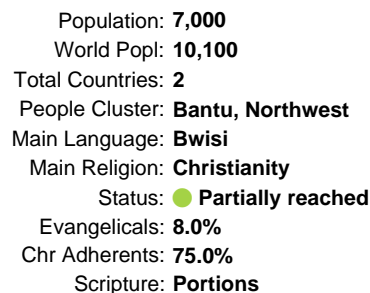 Population: 7,000
World Popl: 10,100
Total Countries: 2
People Cluster: Bantu, Northwest
Main Language: Bwisi
Main Religion: Christianity
Status: Partially reached
Evangelicals: 8.0%
Chr Adherents: 75.0%
Scripture: Portions